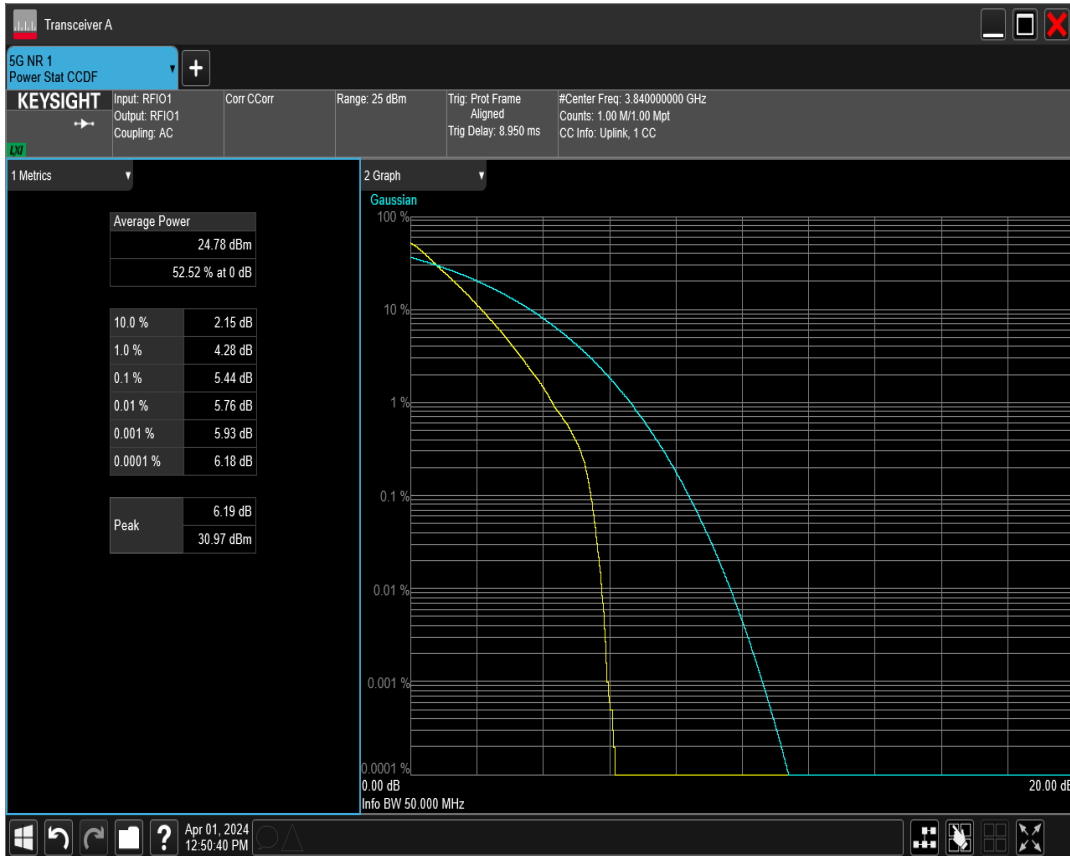 Transceiver A
5G NR 1
Power Stat CCDF
KEYSIGHT
LXI
Input: RFIO1
Output: RFIO1
Coupling: AC
Corr CCorr
Range: 25 dBm
Trig: Prot Frame
Aligned
Trig Delay: 8.950 ms
#Center Freq: 3.840000000 GHz
Counts: 1.00 M/1.00 Mpt
CC Info: Uplink, 1 CC
1 Metrics
Average Power
24.78 dBm
52.52 % at 0 dB
10.0 % 2.15 dB
1.0 % 4.28 dB
0.1 % 5.44 dB
0.01 % 5.76 dB
0.001 % 5.93 dB
0.0001 % 6.18 dB
Peak 6.19 dB
30.97 dBm
2 Graph
Gaussian
100 %
10 %
1 %
0.1 %
0.01 %
0.001 %
0.0001 %
0.00 dB 20.00 dB
Info BW 50.000 MHz
? Apr 01, 2024
12:50:40 PM